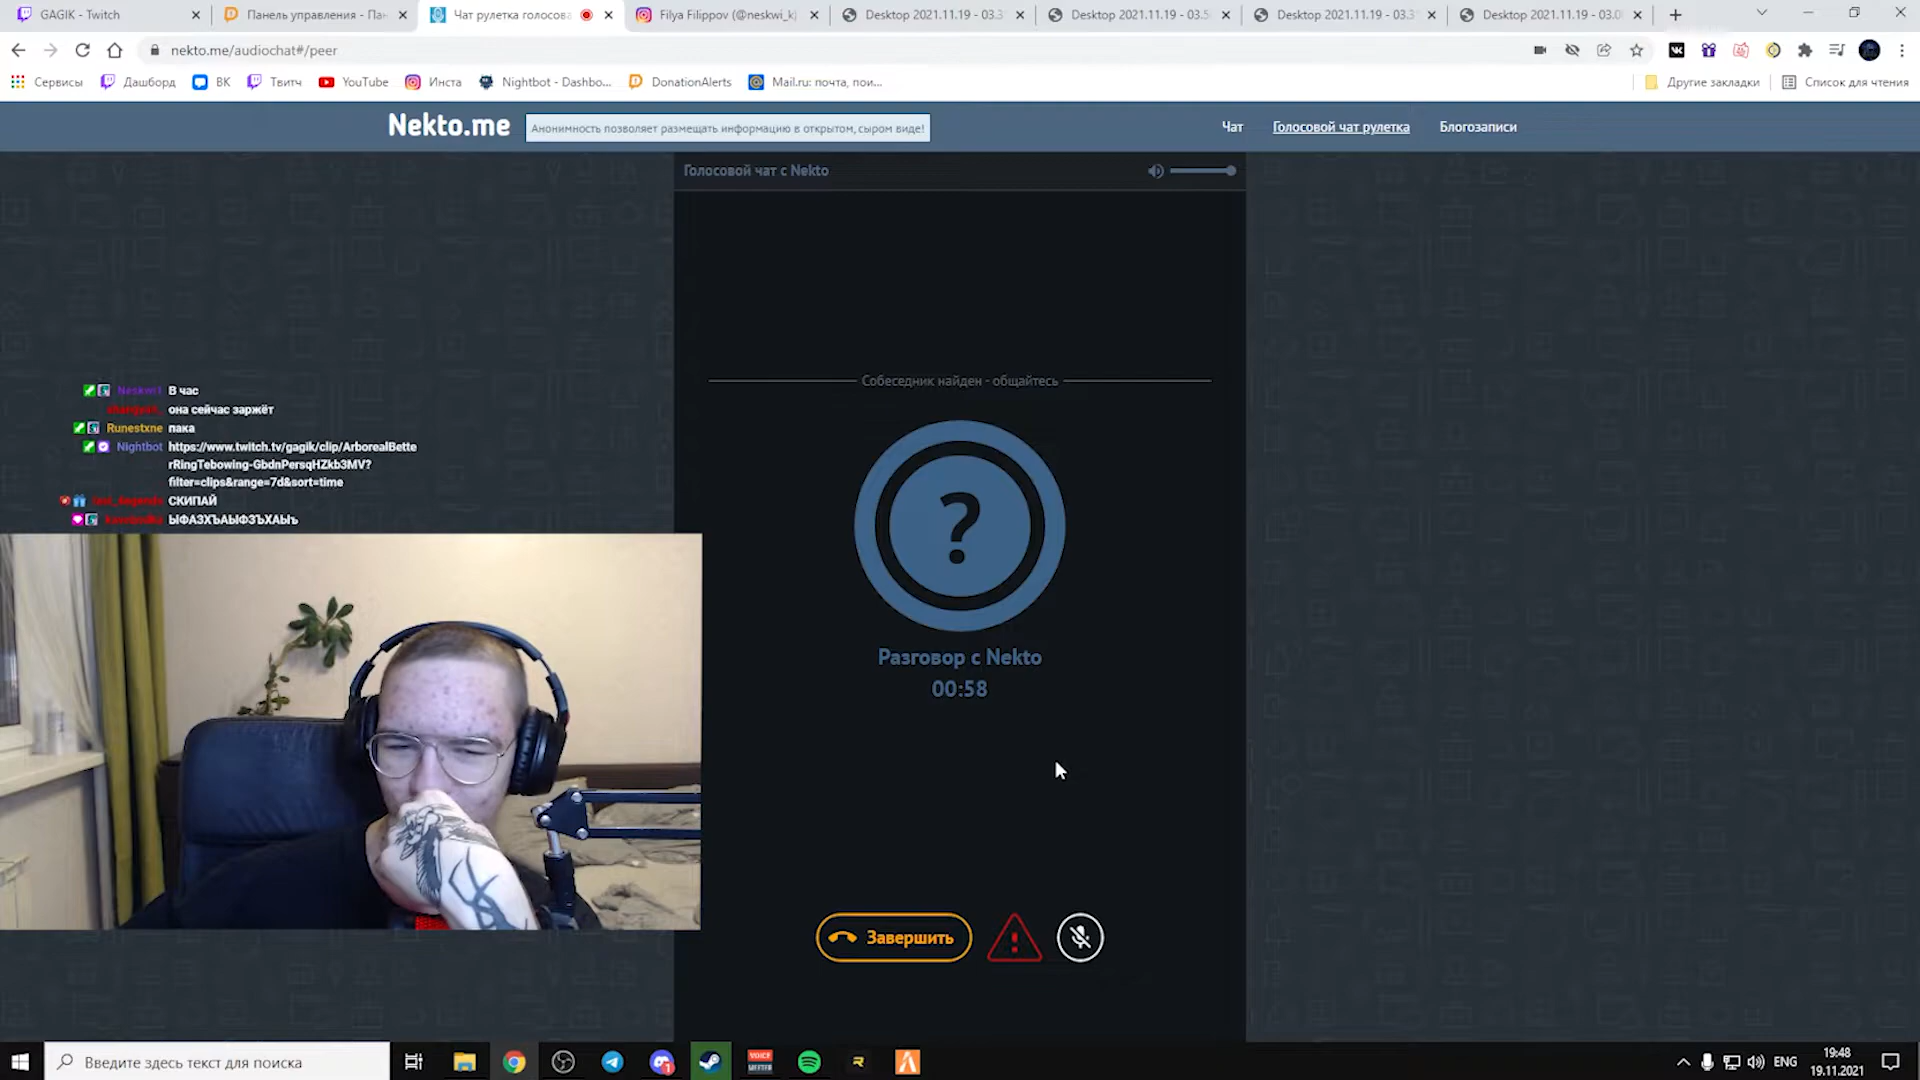 GAGIK - Twitch
Панель управления - Пан
Чат рулетка голосова
Filya Filippov (@neskwi_k
Desktop 2021.11.19 - 03.3
Desktop 2021.11.19 - 03.5
Desktop 2021.11.19 - 03.3
Desktop 2021.11.19 - 03.0
nekto.me/audiochat#/peer
Сервисы
Дашборд
ВК
Твитч
YouTube
Инста
Nightbot - Dashbo...
DonationAlerts
Mail.ru: почта, пои...
Другие закладки
Список для чтения
Nekto.me
Анонимность позволяет размещать информацию в открытом, сыром виде!
Чат
Голосовой чат рулетка
Блогозаписи
Голосовой чат с Nekto
Собеседник найден - общайтесь
В час
она сейчас заржёт
Runestxne пака
Nightbot https://www.twitch.tv/gagik/clip/ArborealBette
rRingTebowing-GbdnPersqHZkb3MV?
filter=clips&range=7d&sort=time
СКИПАЙ
ЫФАЗХЪАЫФЗЪХАЫъ
?
Разговор с Nekto
00:58
Завершить
Введите здесь текст для поиска
VOICE
MEETER
ENG
19:48
19.11.2021